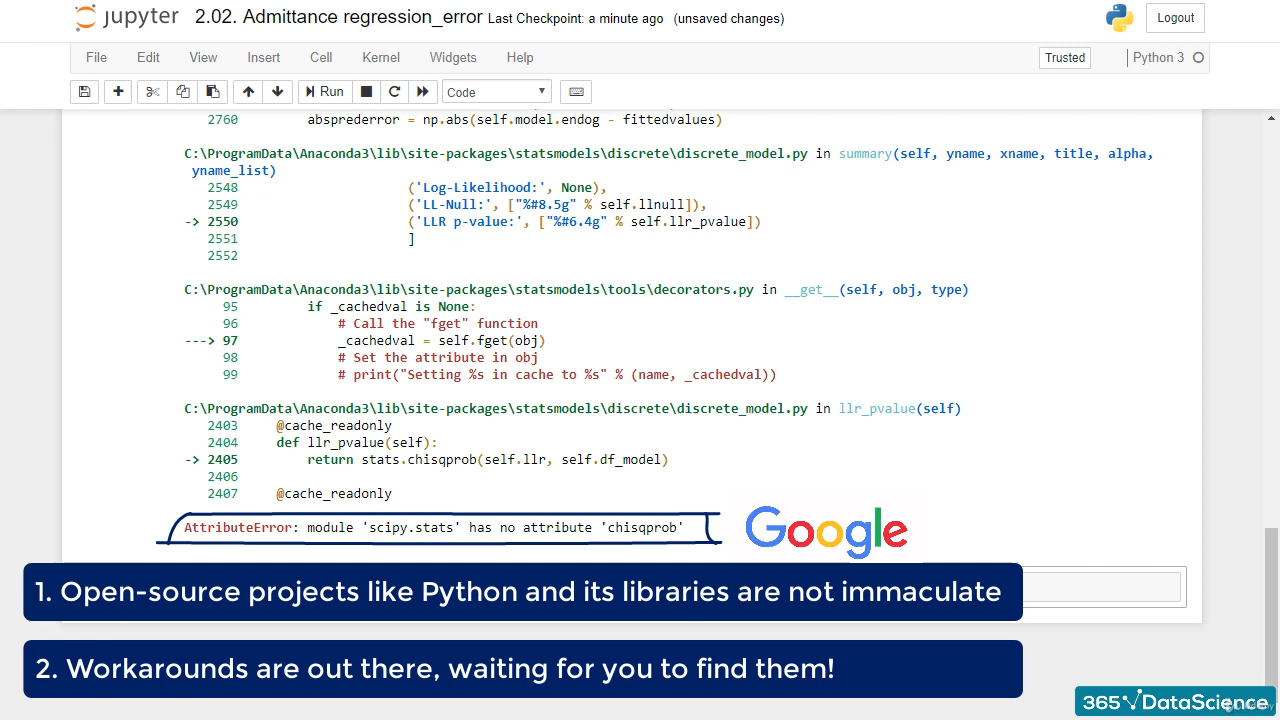 jupyter 2.02. Admittance regression_error Last Checkpoint: a minute ago (unsaved changes) Logout
File Edit View Insert Cell Kernel Widgets Help Trusted Python 3
Run Code
2760 absprederror = np.abs(self.model.endog - fittedvalues)
C:\ProgramData\Anaconda3\lib\site-packages\statsmodels\discrete\discrete_model.py in summary(self, yname, xname, title, alpha,
yname_list)
2548 ('Log-Likelihood:', None),
2549 ('LL-Null:', ["%#8.5g" % self.llnull]),
-> 2550 ('LLR p-value:', ["%#6.4g" % self.llr_pvalue])
2551 ]
2552
C:\ProgramData\Anaconda3\lib\site-packages\statsmodels\tools\decorators.py in __get__(self, obj, type)
95 if _cachedval is None:
96 # Call the "fget" function
---> 97 _cachedval = self.fget(obj)
98 # Set the attribute in obj
99 # print("Setting %s in cache to %s" % (name, _cachedval))
C:\ProgramData\Anaconda3\lib\site-packages\statsmodels\discrete\discrete_model.py in llr_pvalue(self)
2403 @cache_readonly
2404 def llr_pvalue(self):
-> 2405 return stats.chisqprob(self.llr, self.df_model)
2406
2407 @cache_readonly
AttributeError: module 'scipy.stats' has no attribute 'chisqprob'
Google
1. Open-source projects like Python and its libraries are not immaculate
2. Workarounds are out there, waiting for you to find them!
365 DataScience